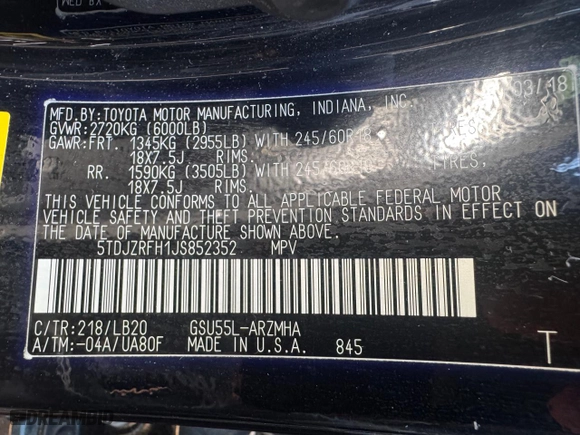 MFD.BY:TOYOTA MOTOR MANUFACTURING, INDIANA, INC. 03/18
GVWR:2720KG (6000LB)
GAWR:FRT. 1345KG (2955LB) WITH 245/60R18 TIRES,
18X7.5J RIMS.
RR. 1590KG (3505LB) WITH TIRES,
18X7.5J RIMS.
THIS VEHICLE CONFORMS TO ALL APPLICABLE FEDERAL MOTOR
VEHICLE SAFETY AND THEFT PREVENTION STANDARDS IN EFFECT ON
THE DATE OF MANUFACTURE SHOWN ABOVE.
5TDJZRFH1JS852352 MPV
C/TR:218/LB20 GSU55L-ARZMHA
A/TM:-04A/UA80F MADE IN U.S.A. 845 T